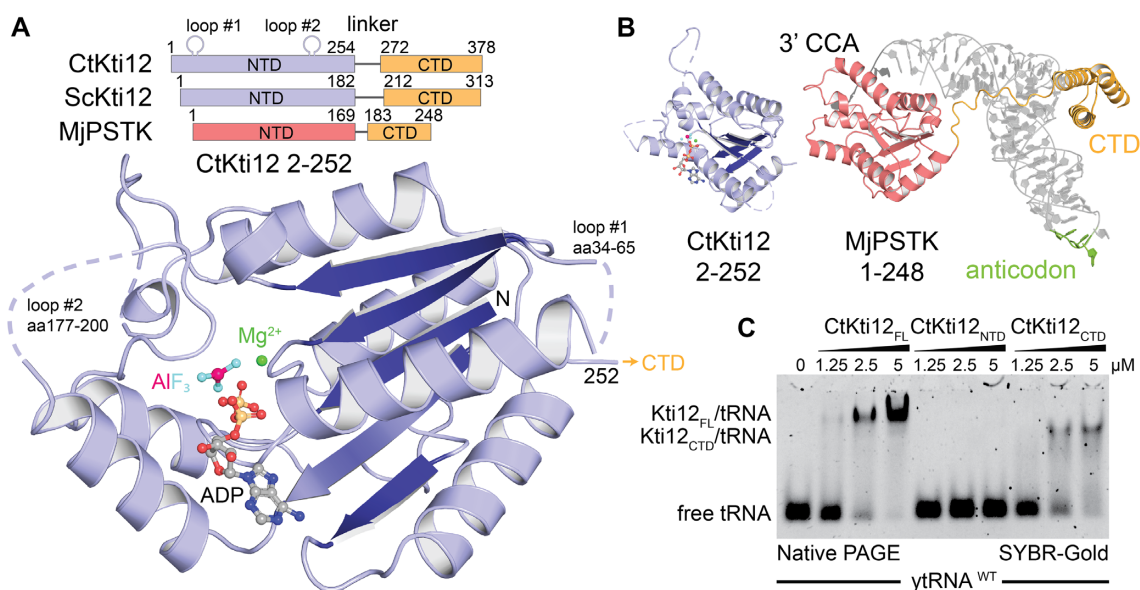 A
loop #1 loop #2 linker
1 254 272 378
CtKti12 NTD CTD
1 182 212 313
ScKti12 NTD CTD
1 169 183 248
MjPSTK NTD CTD
CtKti12 2-252
loop #1
aa34-65
loop #2
aa177-200
N
Mg2+
AlF3
252 CTD
ADP
B
3' CCA
CTD
CtKti12
2-252
MjPSTK
1-248
anticodon
C
CtKti12FL CtKti12NTD CtKti12CTD
0 1.25 2.5 5 1.25 2.5 5 1.25 2.5 5 µM
Kti12FL/tRNA
Kti12CTD/tRNA
free tRNA
Native PAGE SYBR-Gold
ytRNA WT